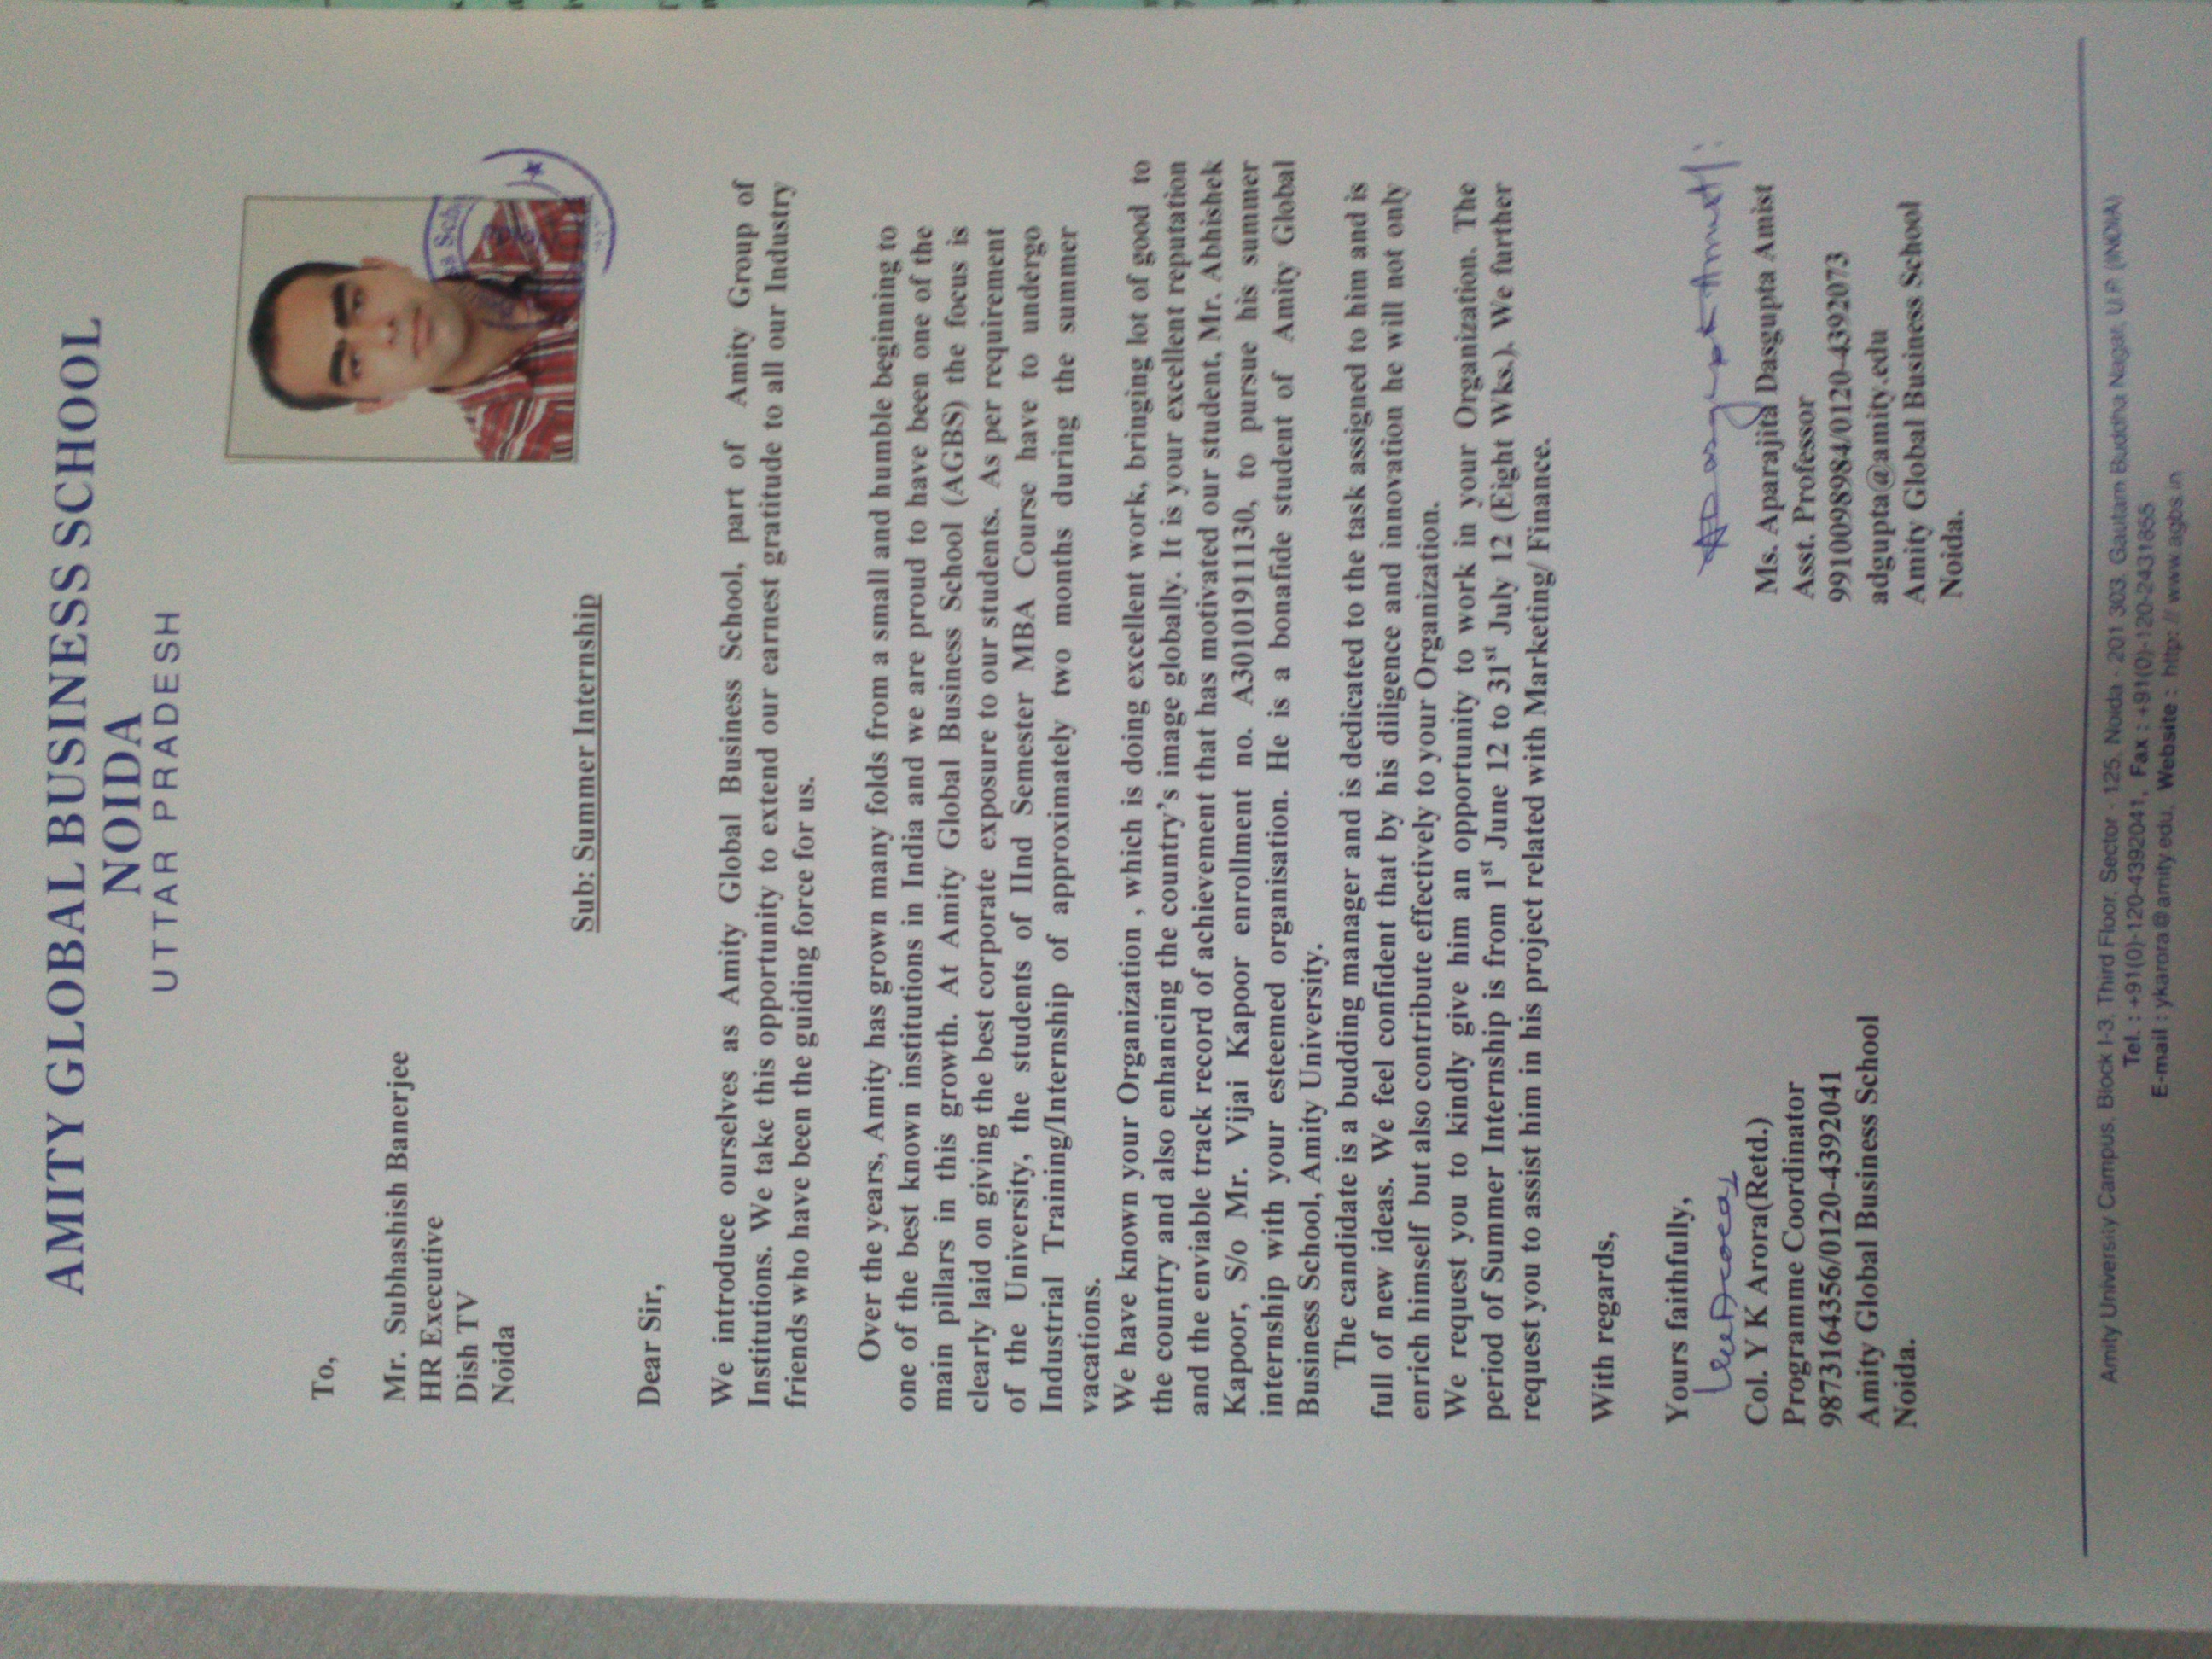 AMITY GLOBAL BUSINESS SCHOOL
NOIDA
UTTAR PRADESH
To,
Mr. Subhashish Banerjee
HR Executive
Dish TV
Noida
Sub: Summer Internship
Dear Sir,
We introduce ourselves as Amity Global Business School, part of Amity Group of
Institutions. We take this opportunity to extend our earnest gratitude to all our Industry
friends who have been the guiding force for us.
Over the years, Amity has grown many folds from a small and humble beginning to
one of the best known institutions in India and we are proud to have been one of the
main pillars in this growth. At Amity Global Business School (AGBS) the focus is
clearly laid on giving the best corporate exposure to our students. As per requirement
of the University, the students of IInd Semester MBA Course have to undergo
Industrial Training/Internship of approximately two months during the summer
vacations.
We have known your Organization , which is doing excellent work, bringing lot of good to
the country and also enhancing the country's image globally. It is your excellent reputation
and the enviable track record of achievement that has motivated our student, Mr. Abhishek
Kapoor, S/o Mr. Vijai Kapoor enrollment no. A30101911130, to pursue his summer
internship with your esteemed organisation. He is a bonafide student of Amity Global
Business School, Amity University.
The candidate is a budding manager and is dedicated to the task assigned to him and is
full of new ideas. We feel confident that by his diligence and innovation he will not only
enrich himself but also contribute effectively to your Organization.
We request you to kindly give him an opportunity to work in your Organization. The
period of Summer Internship is from 1st June 12 to 31st July 12 (Eight Wks.). We further
request you to assist him in his project related with Marketing/ Finance.
With regards,
Yours faithfully,
Col. Y K Arora(Retd.)
Programme Coordinator
9873164356/0120-4392041
Amity Global Business School
Noida.
Ms. Aparajita Dasgupta Amist
Asst. Professor
9910098984/0120-4392073
adgupta@amity.edu
Amity Global Business School
Noida.
Amity University Campus, Block I-3, Third Floor, Sector - 125, Noida - 201 303, Gautam Buddha Nagar, U.P. (INDIA)
Tel. : +91(0)-120-4392041, Fax : +91(0)-120-2431855
E-mail : ykarora@amity.edu, Website : http: // www.agbs.in